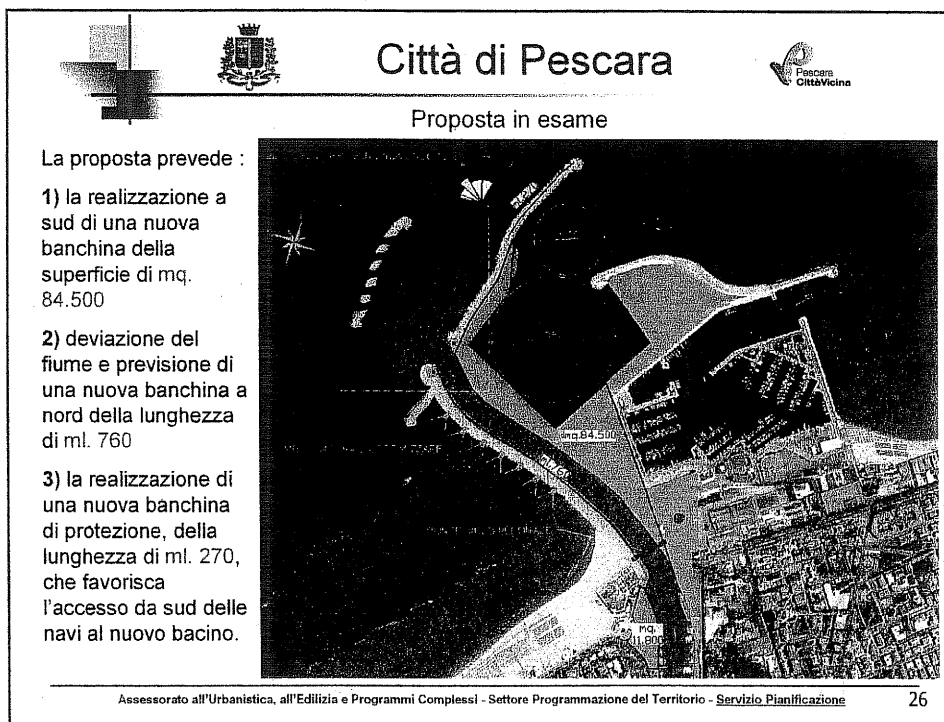 Città di Pescara
Pescara
CittàVicina
Proposta in esame
La proposta prevede :
1) la realizzazione a
sud di una nuova
banchina della
superficie di mq.
84.500
2) deviazione del
fiume e previsione di
una nuova banchina a
nord della lunghezza
di ml. 760
3) la realizzazione di
una nuova banchina
di protezione, della
lunghezza di ml. 270,
che favorisca
l'accesso da sud delle
navi al nuovo bacino.
mq.84.500
mq.
11.800
Assessorato all'Urbanistica, all'Edilizia e Programmi Complessi - Settore Programmazione del Territorio - Servizio Pianificazione 26